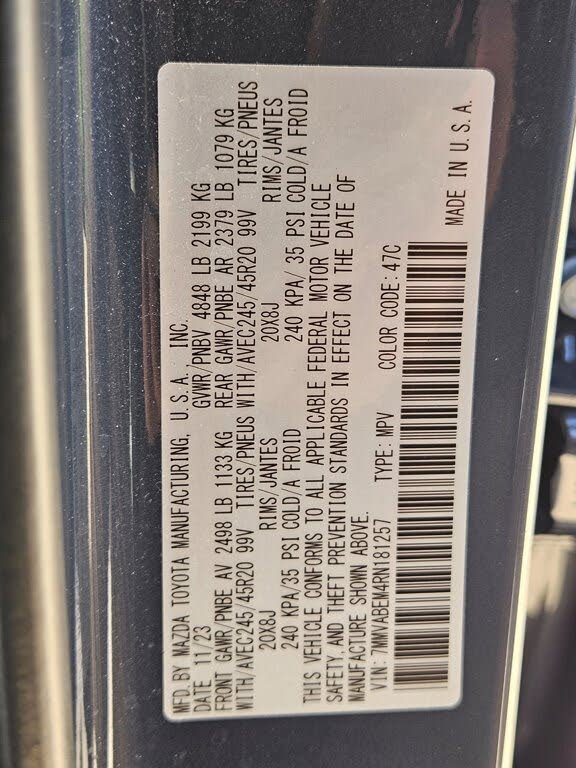 MFD.BY MAZDA TOYOTA MANUFACTURING, U.S.A. INC.
DATE 11/23 GVWR/PNBV 4848 LB 2199 KG
FRONT GAWR/PNBE AV 2498 LB 1133 KG REAR GAWR/PNBE AR 2379 LB 1079 KG
WITH/AVEC245/45R20 99V TIRES/PNEUS WITH/AVEC245/45R20 99V TIRES/PNEUS
20X8J RIMS/JANTES 20X8J RIMS/JANTES
240 KPA/35 PSI COLD/A FROID 240 KPA/ 35 PSI COLD/A FROID
THIS VEHICLE CONFORMS TO ALL APPLICABLE FEDERAL MOTOR VEHICLE
SAFETY,AND THEFT PREVENTION STANDARDS IN EFFECT ON THE DATE OF
MANUFACTURE SHOWN ABOVE.
VIN:7MMVABEM4RN181257 TYPE:MPV COLOR CODE:47C
MADE IN U.S.A.